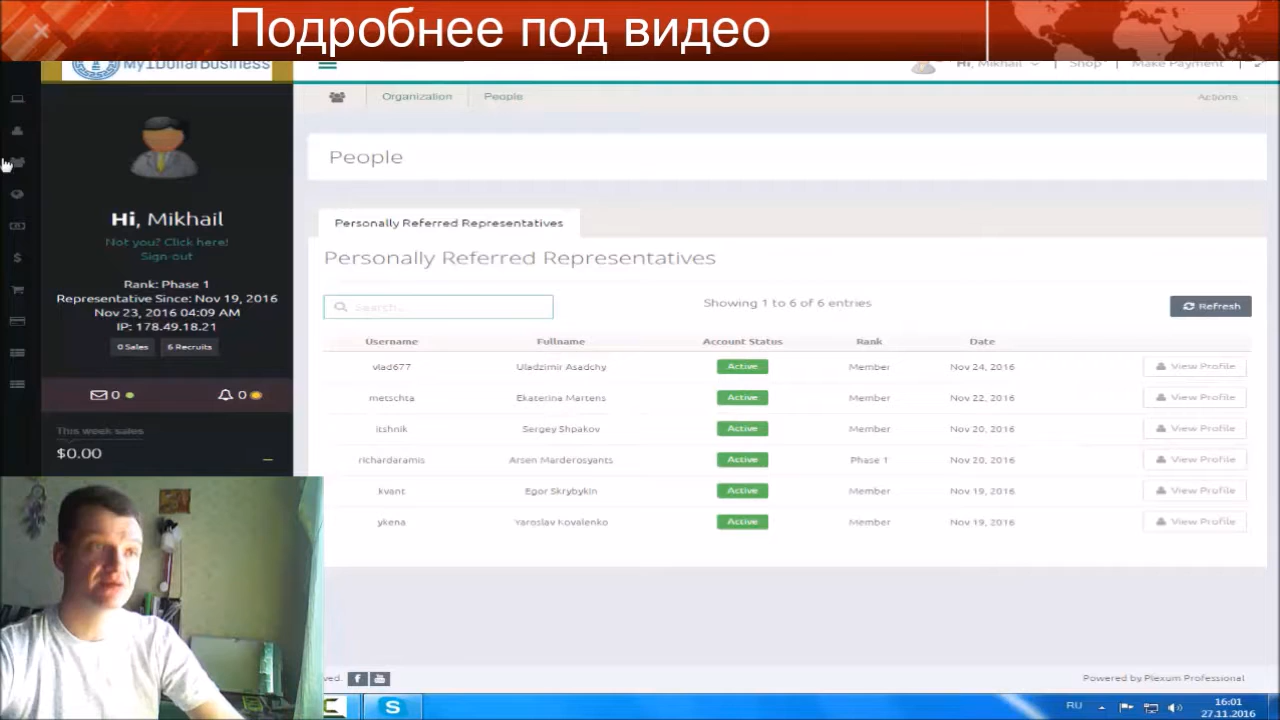 Подробнее под видео
My1DollarBusiness
Hi, Mikhail
Shop
Make Payment
Organization
People
Actions
People
Hi, Mikhail
Not you? Click here!
Sign-out
Rank: Phase 1
Representative Since: Nov 19, 2016
Nov 23, 2016 04:09 AM
IP: 178.49.18.21
0 Sales
6 Recruits
0
0
This week sales
$0.00
Personally Referred Representatives
Personally Referred Representatives
Search...
Showing 1 to 6 of 6 entries
Refresh
Username Fullname Account Status Rank Date
vlad677 Uladzimir Asadchy Active Member Nov 24, 2016 View Profile
metschta Ekaterina Martens Active Member Nov 22, 2016 View Profile
itshnik Sergey Shpakov Active Member Nov 20, 2016 View Profile
richardaramis Arsen Marderosyants Active Phase 1 Nov 20, 2016 View Profile
kvant Egor Skrybykin Active Member Nov 19, 2016 View Profile
ykena Yaroslav Kovalenko Active Member Nov 19, 2016 View Profile
ved.
Powered by Plexum Professional
RU
16:01
27.11.2016